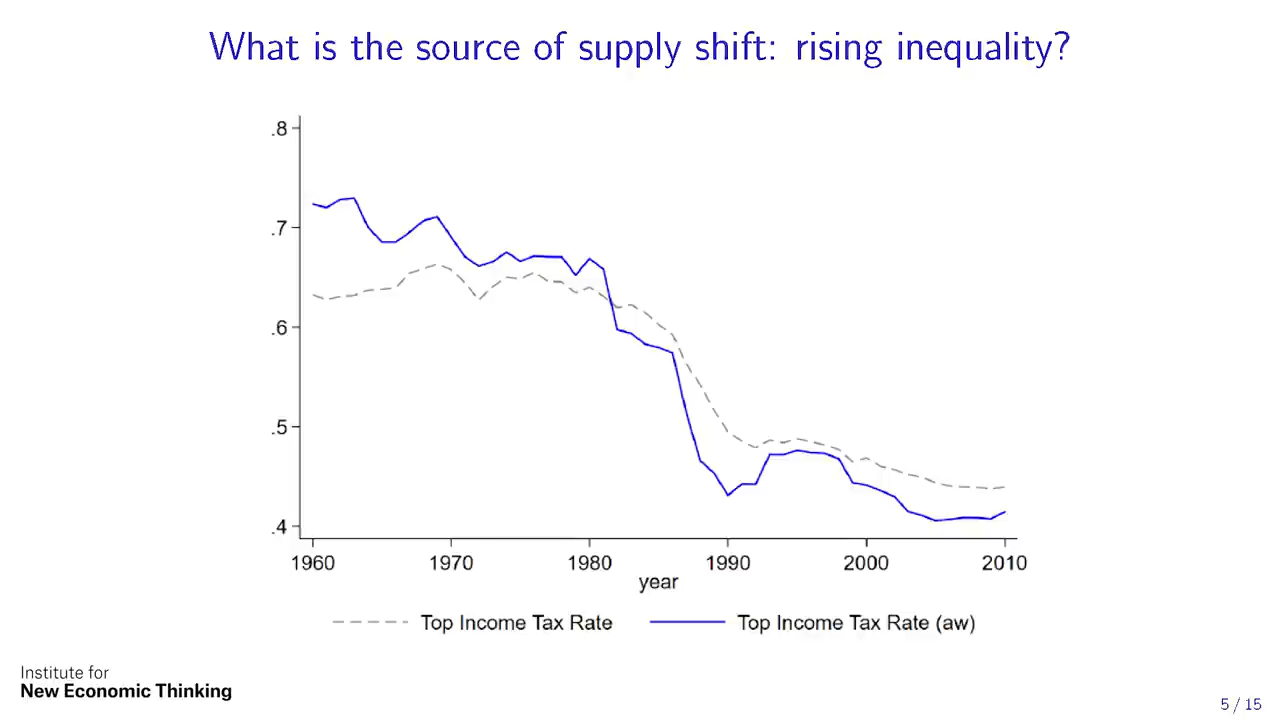 What is the source of supply shift: rising inequality?
.8
.7
.6
.5
.4
1960 1970 1980 1990 2000 2010
year
Top Income Tax Rate Top Income Tax Rate (aw)
Institute for
New Economic Thinking
5 / 15